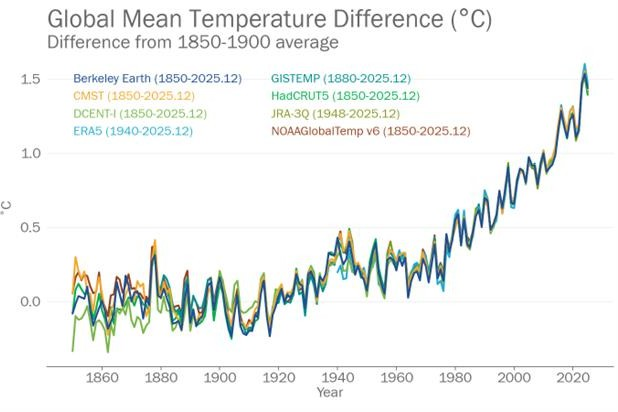 Global Mean Temperature Difference (°C)
Difference from 1850-1900 average
1.5
Berkeley Earth (1850-2025.12)
GISTEMP (1880-2025.12)
CMST (1850-2025.12)
HadCRUT5 (1850-2025.12)
DCENT-I (1850-2025.12)
JRA-3Q (1948-2025.12)
ERA5 (1940-2025.12)
NOAAGlobalTemp v6 (1850-2025.12)
1.0
°C
0.5
0.0
1860 1880 1900 1920 1940 1960 1980 2000 2020
Year